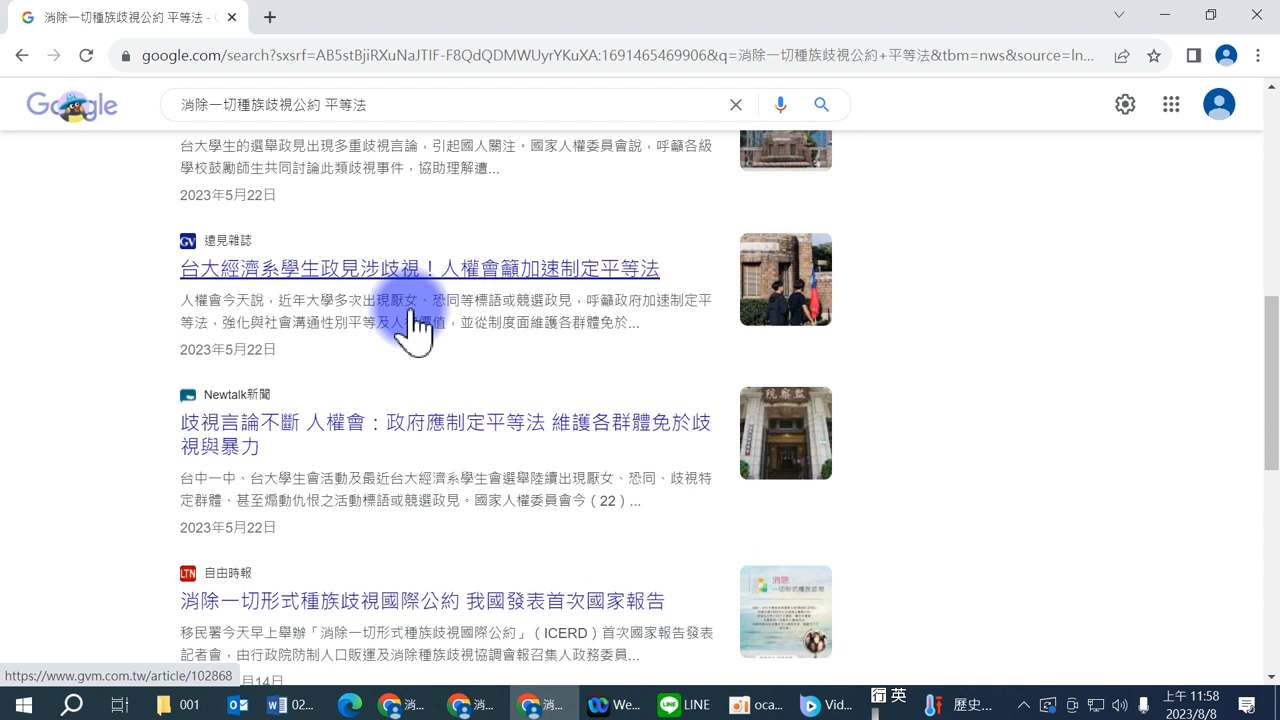 消除一切種族歧視公約 平等法 - G
google.com/search?sxsrf=AB5stBjiRXuNaJTIF-F8QdQDMWUyrYKuXA:1691465469906&q=消除一切種族歧視公約+平等法&tbm=nws&source=ln...
Google
消除一切種族歧視公約 平等法
台大學生的選舉政見出現多重歧視言論，引起國人關注。國家人權委員會說，呼籲各級
學校鼓勵師生共同討論此類歧視事件，協助理解遭...
2023年5月22日
GV 遠見雜誌
台大經濟系學生政見涉歧視！人權會籲加速制定平等法
人權會今天說，近年大學多次出現厭女、恐同等標語或競選政見，呼籲政府加速制定平
等法，強化與社會溝通性別平等及人權價值，並從制度面維護各群體免於...
2023年5月22日
Newtalk新聞
歧視言論不斷 人權會：政府應制定平等法 維護各群體免於歧
視與暴力
監察院
台中一中、台大學生會活動及最近台大經濟系學生會選舉陸續出現厭女、恐同、歧視特
定群體、甚至煽動仇恨之活動標語或競選政見。國家人權委員會今（22）...
2023年5月22日
LTN 自由時報
消除一切形式種族歧視國際公約 我國發表首次國家報告
消除
一切形式種族歧視
移民署今天早上舉辦
（ICERD）首次國家報告發表
記者會，由行政院防制人口販運及消除種族歧視協調會報召集人政務委員...
https://www.gvm.com.tw/article/102868
月14日
001
02...
消...
消...
消...
We...
LINE
oca...
Vid...
行 英
歷史...
上午 11:58
2023/8/8